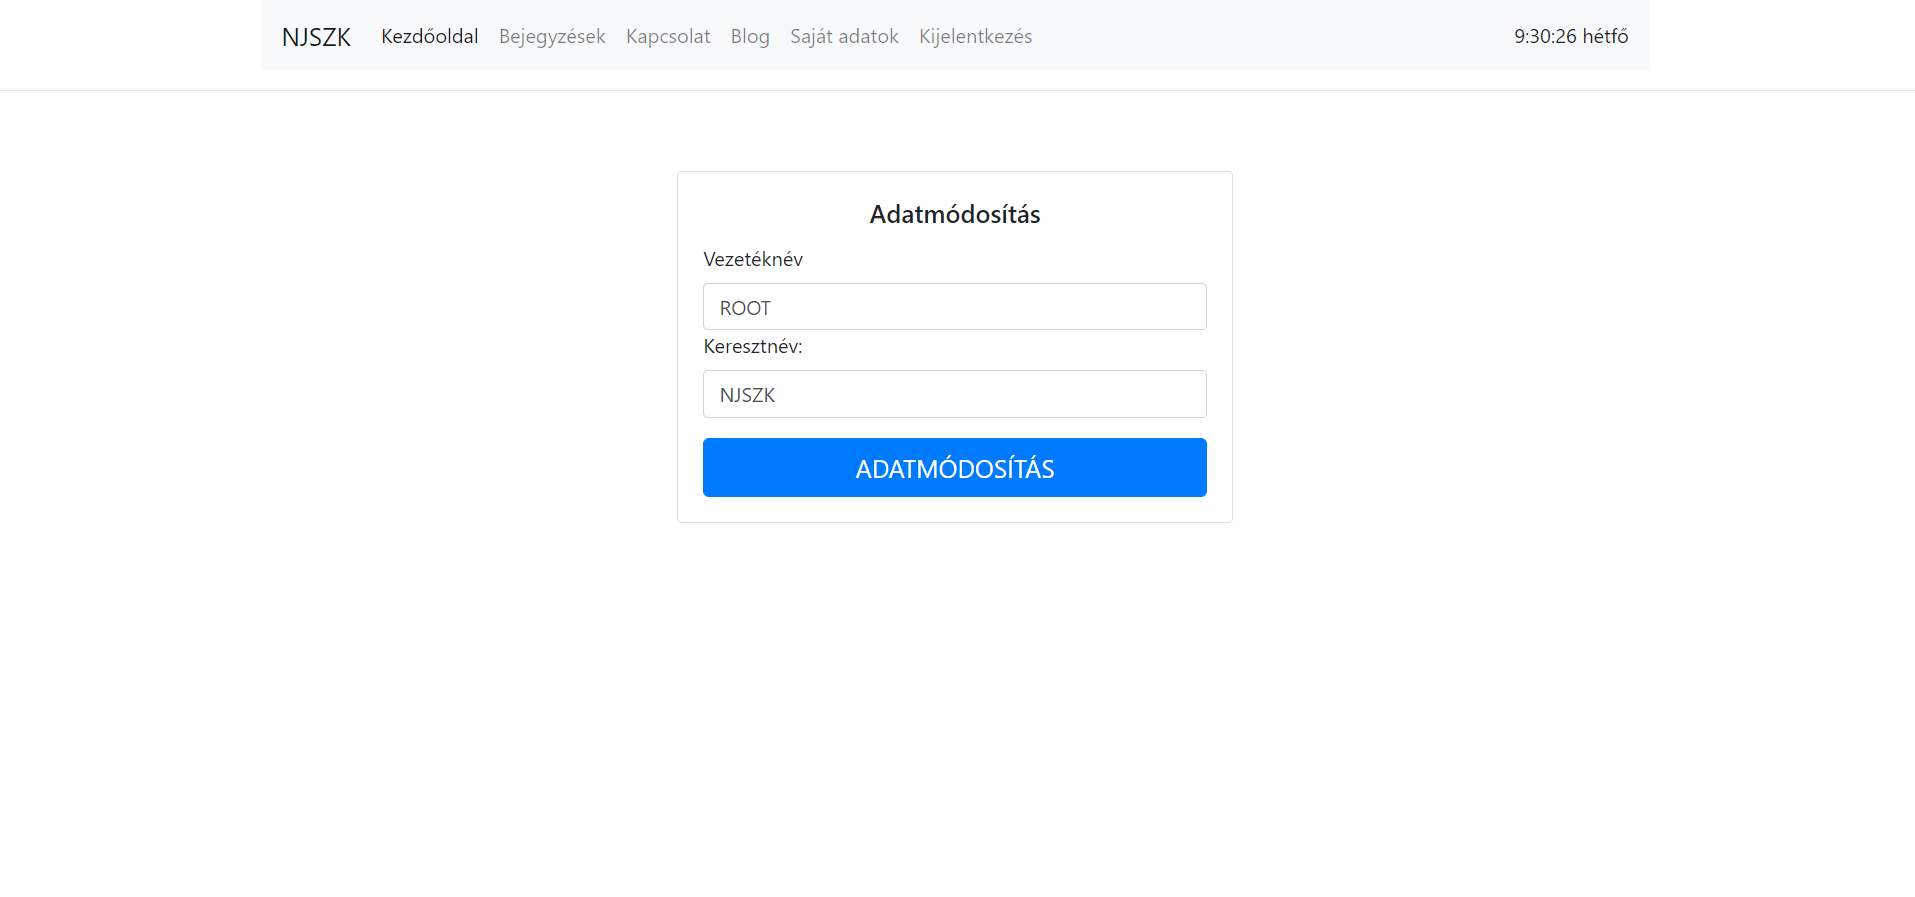 NJSZK Kezdőoldal Bejegyzések Kapcsolat Blog Saját adatok Kijelentkezés 9:30:26 hétfő
Adatmódosítás
Vezetéknév
ROOT
Keresztnév:
NJSZK
ADATMÓDOSÍTÁS